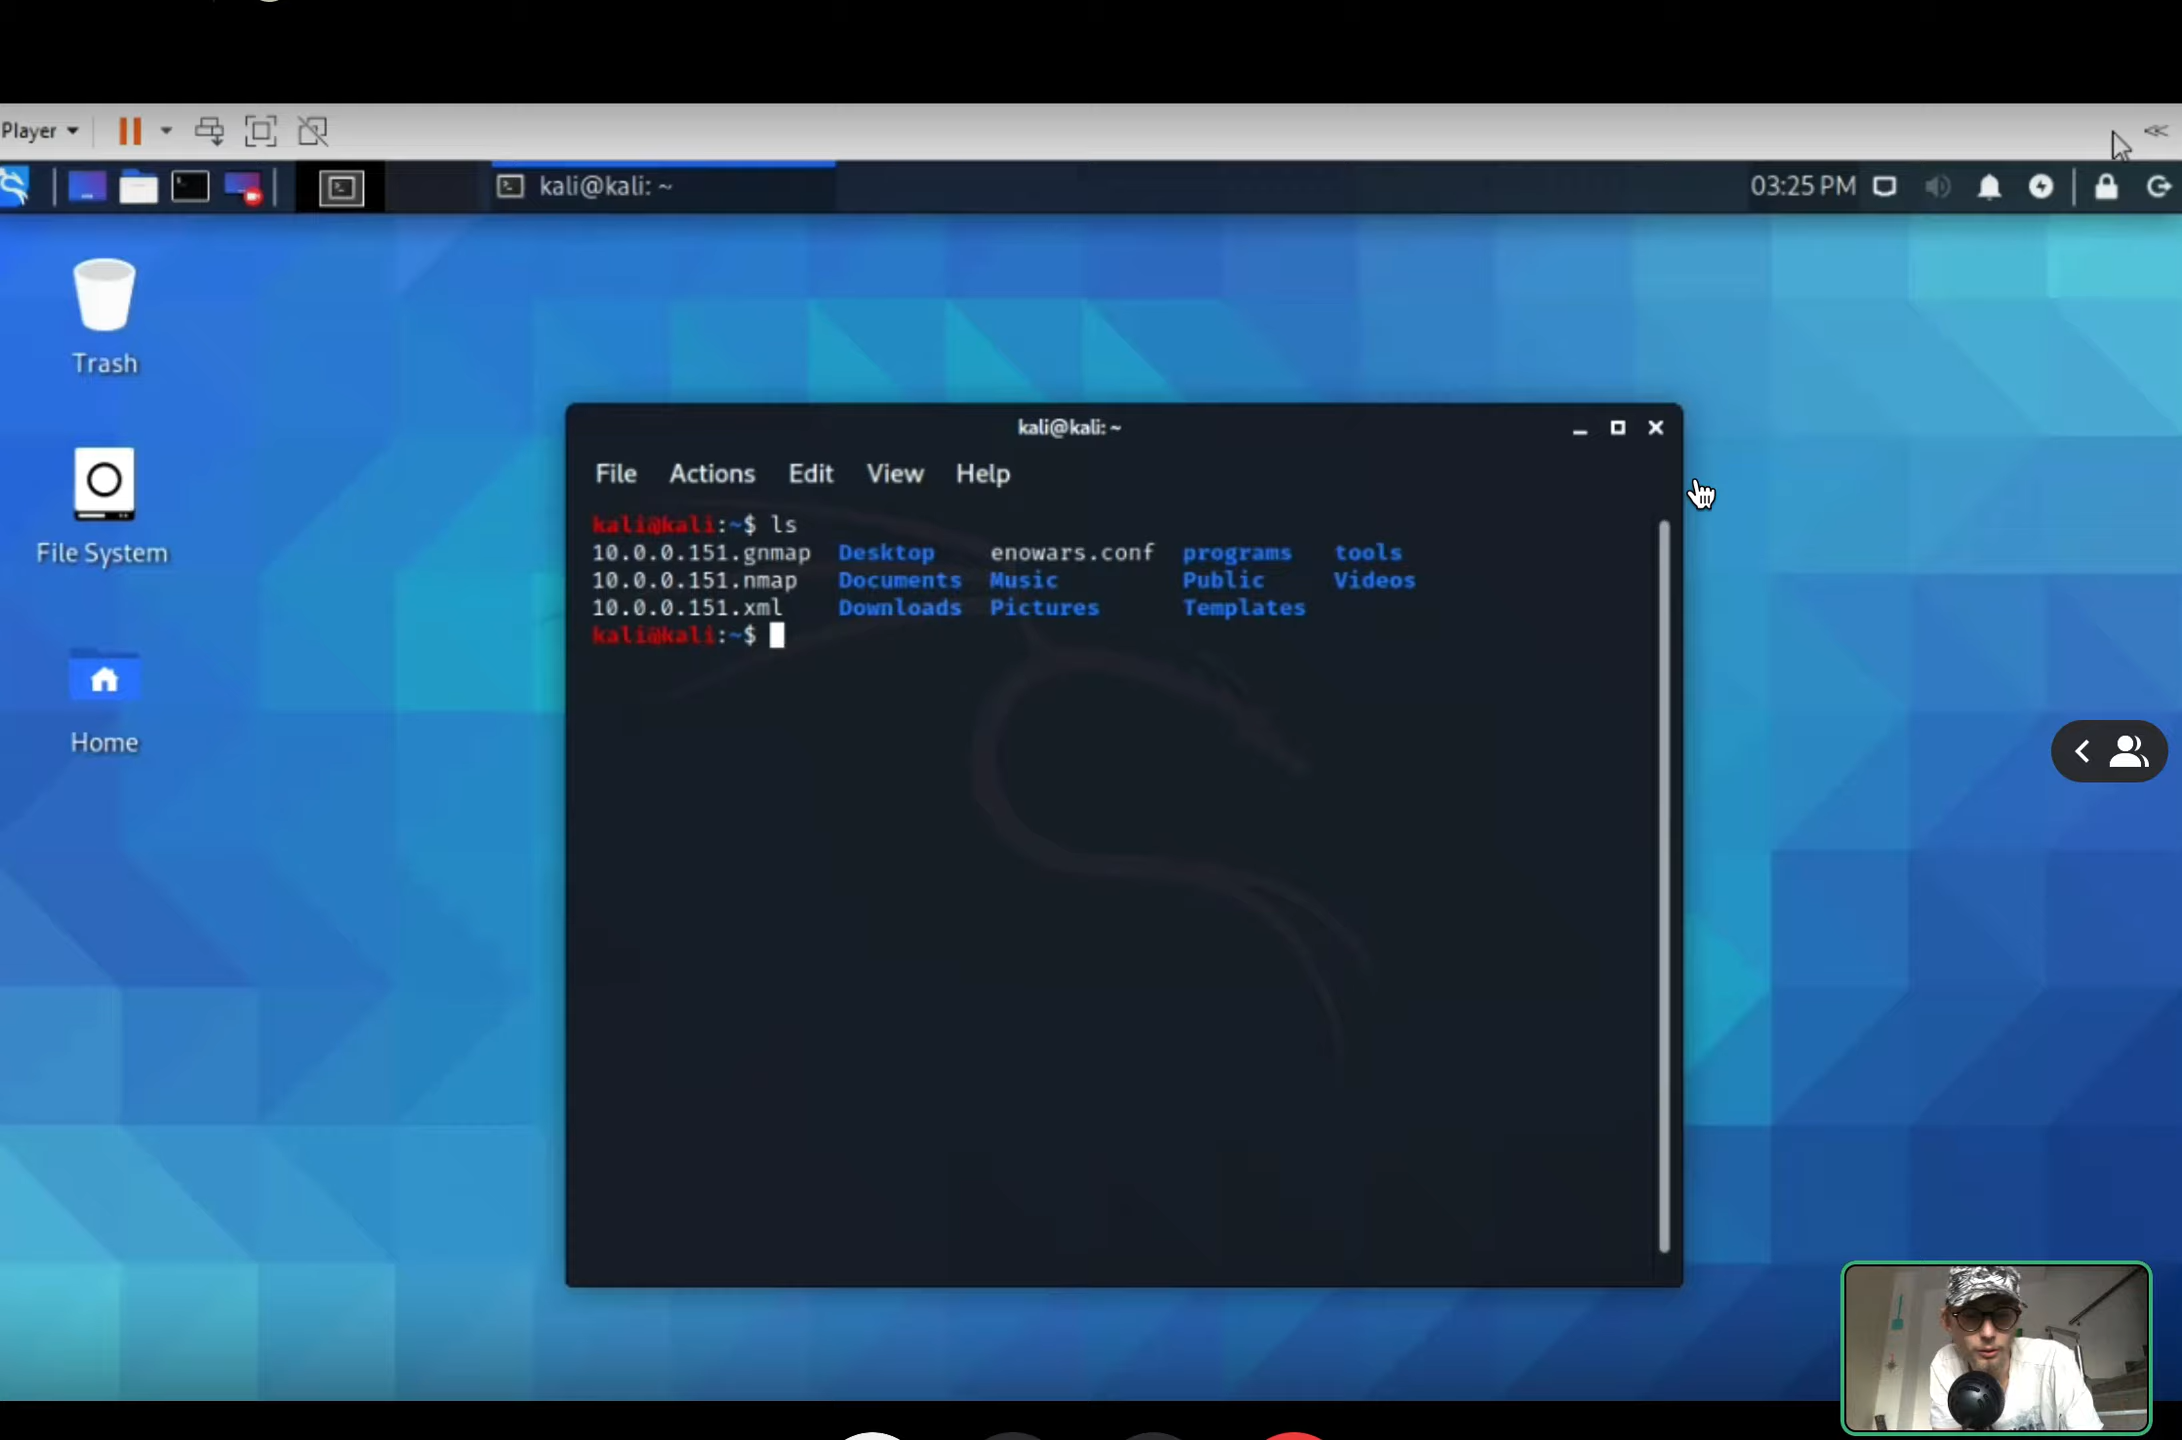 Player
kali@kali: ~
03:25 PM
Trash
File System
Home
kali@kali: ~
File Actions Edit View Help
kali@kali:~$ ls
10.0.0.151.gnmap Desktop enowars.conf programs tools
10.0.0.151.nmap Documents Music Public Videos
10.0.0.151.xml Downloads Pictures Templates
kali@kali:~$